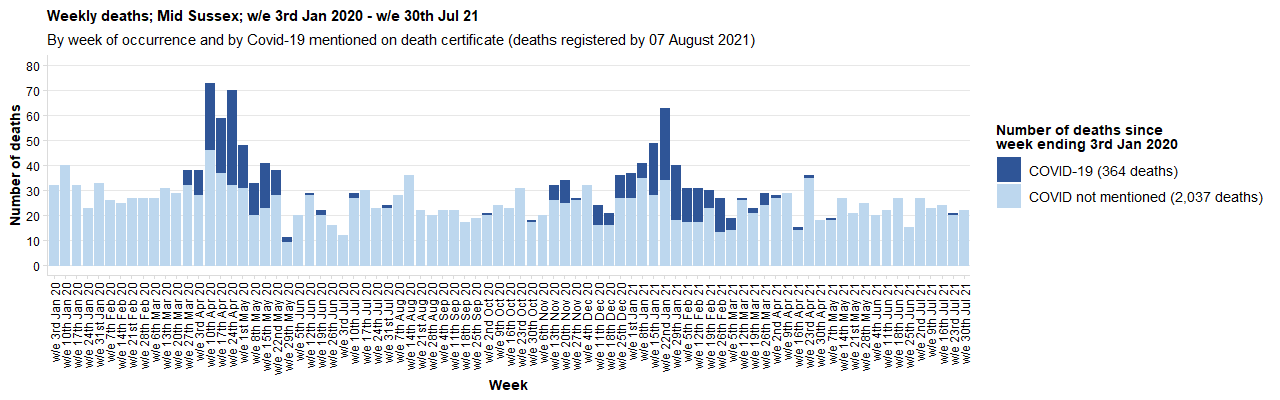 Weekly deaths; Mid Sussex; w/e 3rd Jan 2020 - w/e 30th Jul 21
By week of occurrence and by Covid-19 mentioned on death certificate (deaths registered by 07 August 2021)
Number of deaths
80
70
60
50
40
30
20
10
0
w/e 3rd Jan 20
w/e 10th Jan 20
w/e 17th Jan 20
w/e 24th Jan 20
w/e 31st Jan 20
w/e 7th Feb 20
w/e 14th Feb 20
w/e 21st Feb 20
w/e 28th Feb 20
w/e 6th Mar 20
w/e 13th Mar 20
w/e 20th Mar 20
w/e 27th Mar 20
w/e 3rd Apr 20
w/e 10th Apr 20
w/e 17th Apr 20
w/e 24th Apr 20
w/e 1st May 20
w/e 8th May 20
w/e 15th May 20
w/e 22nd May 20
w/e 29th May 20
w/e 5th Jun 20
w/e 12th Jun 20
w/e 19th Jun 20
w/e 26th Jun 20
w/e 3rd Jul 20
w/e 10th Jul 20
w/e 17th Jul 20
w/e 24th Jul 20
w/e 31st Jul 20
w/e 7th Aug 20
w/e 14th Aug 20
w/e 21st Aug 20
w/e 28th Aug 20
w/e 4th Sep 20
w/e 11th Sep 20
w/e 18th Sep 20
w/e 25th Sep 20
w/e 2nd Oct 20
w/e 9th Oct 20
w/e 16th Oct 20
w/e 23rd Oct 20
w/e 30th Oct 20
w/e 6th Nov 20
w/e 13th Nov 20
w/e 20th Nov 20
w/e 27th Nov 20
w/e 4th Dec 20
w/e 11th Dec 20
w/e 18th Dec 20
w/e 25th Dec 20
w/e 1st Jan 21
w/e 8th Jan 21
w/e 15th Jan 21
w/e 22nd Jan 21
w/e 29th Jan 21
w/e 5th Feb 21
w/e 12th Feb 21
w/e 19th Feb 21
w/e 26th Feb 21
w/e 5th Mar 21
w/e 12th Mar 21
w/e 19th Mar 21
w/e 26th Mar 21
w/e 2nd Apr 21
w/e 9th Apr 21
w/e 16th Apr 21
w/e 23rd Apr 21
w/e 30th Apr 21
w/e 7th May 21
w/e 14th May 21
w/e 21st May 21
w/e 28th May 21
w/e 4th Jun 21
w/e 11th Jun 21
w/e 18th Jun 21
w/e 25th Jun 21
w/e 2nd Jul 21
w/e 9th Jul 21
w/e 16th Jul 21
w/e 23rd Jul 21
w/e 30th Jul 21
Week
Number of deaths since
week ending 3rd Jan 2020
COVID-19 (364 deaths)
COVID not mentioned (2,037 deaths)